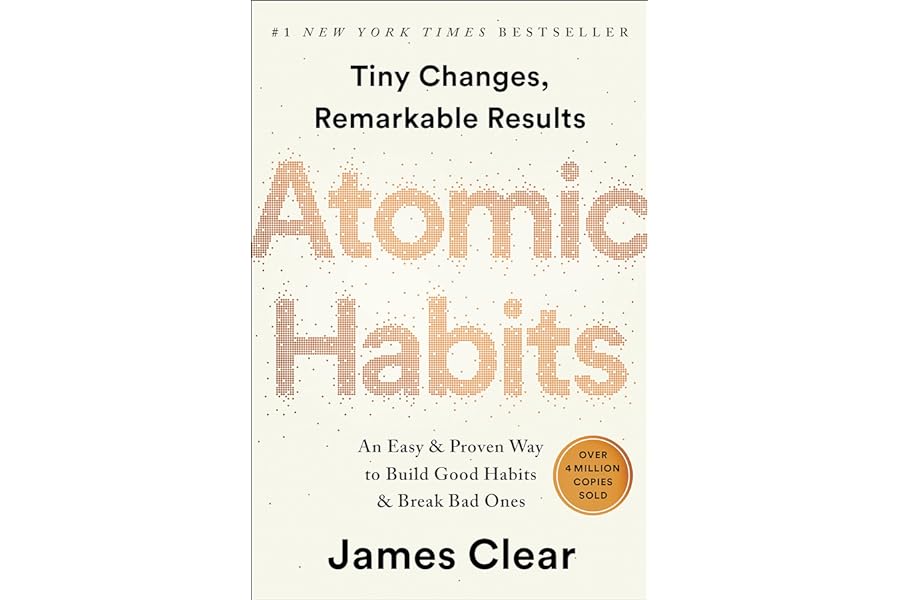 #1 NEW YORK TIMES BESTSELLER
Tiny Changes,
Remarkable Results
Atomic
Habits
An Easy & Proven Way
to Build Good Habits
& Break Bad Ones
OVER
4 MILLION
COPIES
SOLD
James Clear